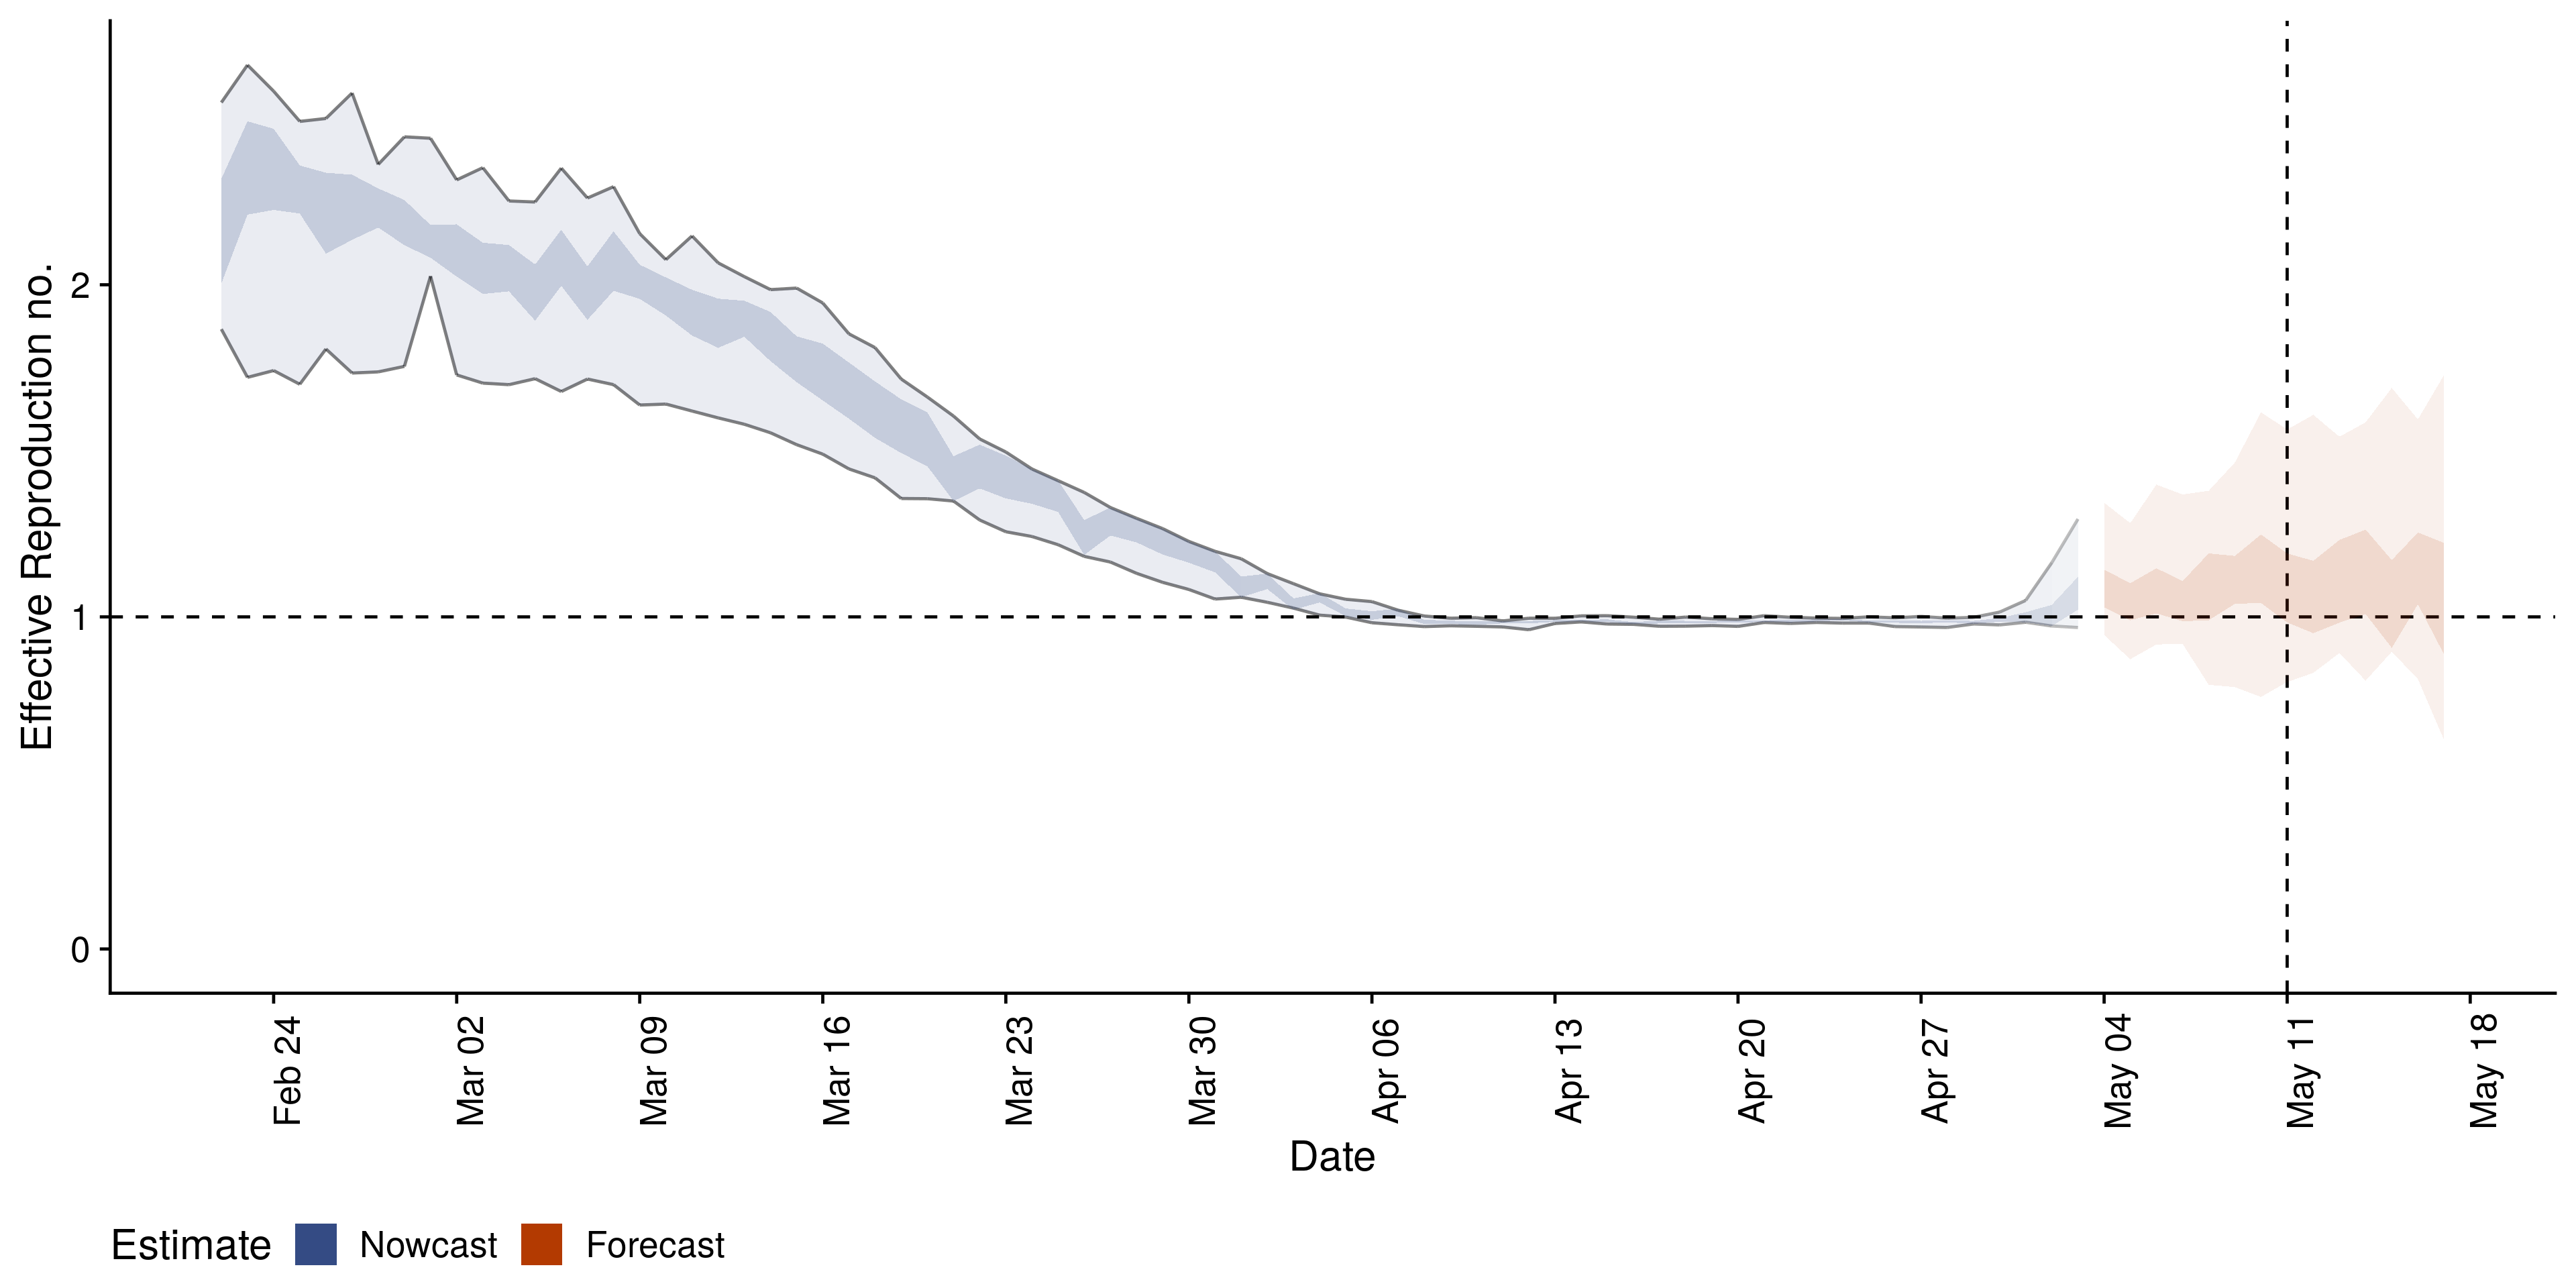 Effective Reproduction no.
2
1
0
Feb 24
Mar 02
Mar 09
Mar 16
Mar 23
Mar 30
Apr 06
Apr 13
Apr 20
Apr 27
May 04
May 11
May 18
Date
Estimate Nowcast Forecast